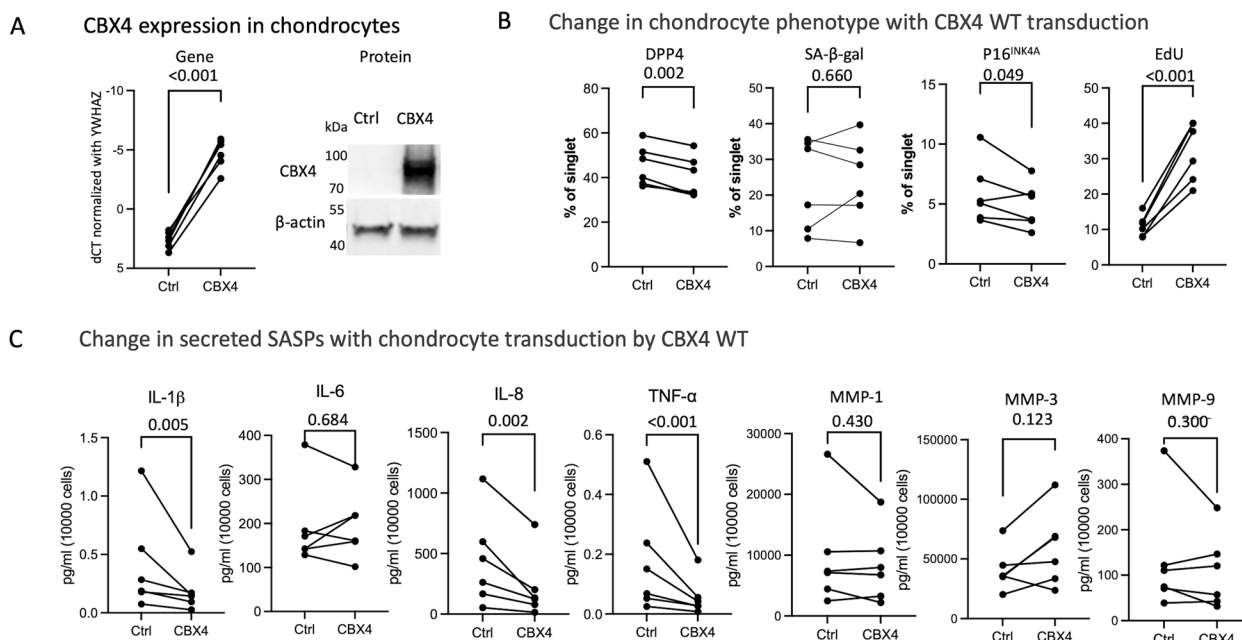 A
CBX4 expression in chondrocytes
Gene
<0.001
dCT normalized with YWHAZ
-10
-5
0
5
Ctrl
CBX4
Protein
kDa
Ctrl
CBX4
CBX4
100
70
55
β-actin
40
B
Change in chondrocyte phenotype with CBX4 WT transduction
DPP4
0.002
% of singlet
80
60
40
20
0
Ctrl
CBX4
SA-β-gal
0.660
% of singlet
50
40
30
20
10
0
Ctrl
CBX4
P16INK4A
0.049
% of singlet
15
10
5
0
Ctrl
CBX4
EdU
<0.001
50
40
30
20
10
0
Ctrl
CBX4
C
Change in secreted SASPs with chondrocyte transduction by CBX4 WT
IL-1β
0.005
pg/ml (10000 cells)
1.5
1.0
0.5
0.0
Ctrl
CBX4
IL-6
0.684
pg/ml (10000 cells)
400
300
200
100
0
Ctrl
CBX4
IL-8
0.002
pg/ml (10000 cells)
1500
1000
500
0
Ctrl
CBX4
TNF-α
<0.001
pg/ml (10000 cells)
0.6
0.4
0.2
0.0
Ctrl
CBX4
MMP-1
0.430
pg/ml (10000 cells)
30000
20000
10000
0
Ctrl
CBX4
MMP-3
0.123
pg/ml (10000 cells)
150000
100000
50000
0
Ctrl
CBX4
MMP-9
0.300
pg/ml (10000 cells)
400
300
200
100
0
Ctrl
CBX4